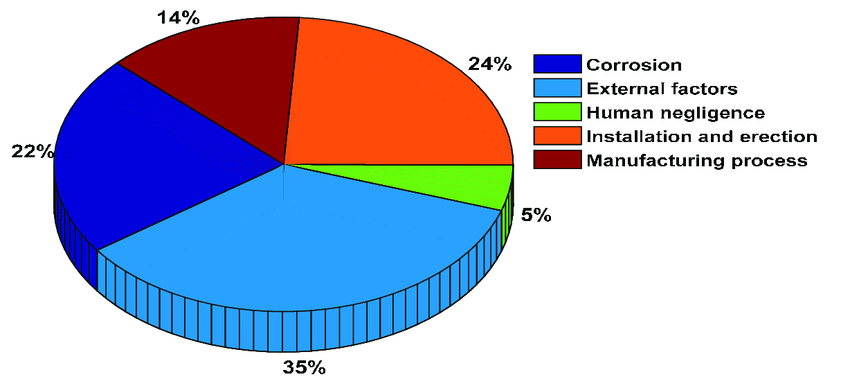 14%
24%
22%
5%
35%
Corrosion
External factors
Human negligence
Installation and erection
Manufacturing process